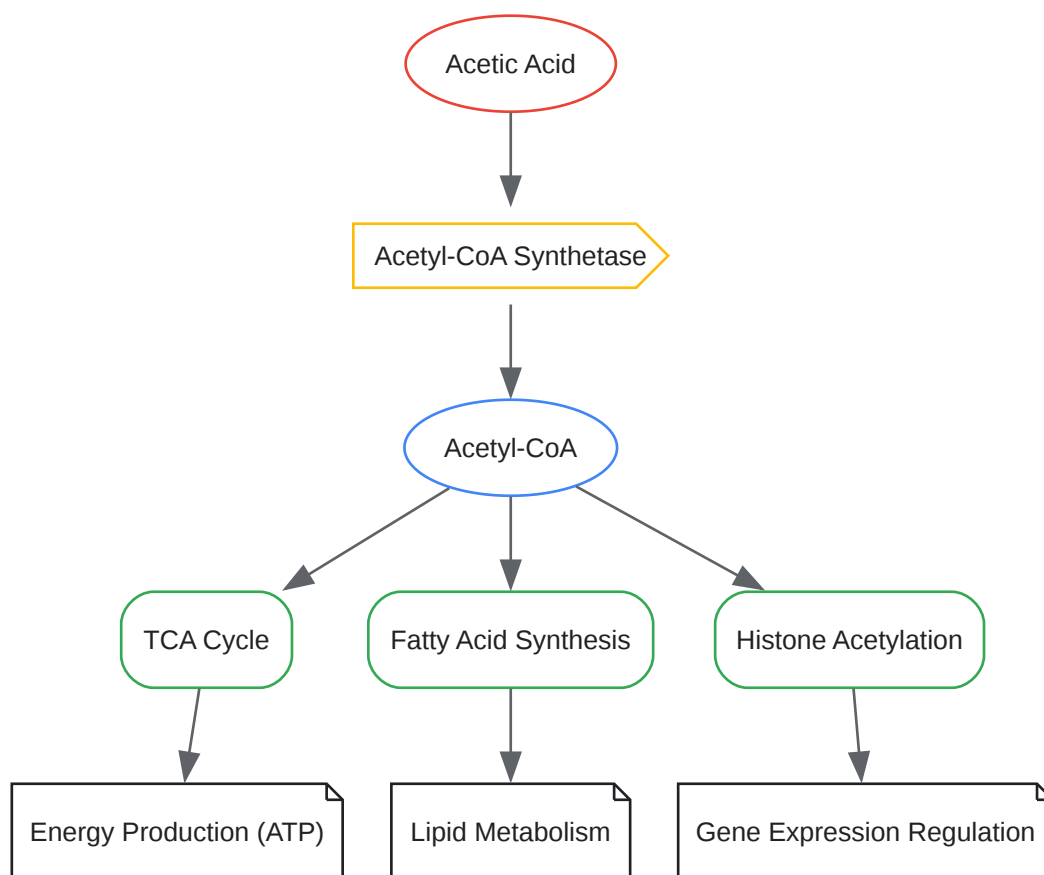 Acetic Acid
Acetyl-CoA Synthetase
Acetyl-CoA
TCA Cycle
Fatty Acid Synthesis
Histone Acetylation
Energy Production (ATP)
Lipid Metabolism
Gene Expression Regulation